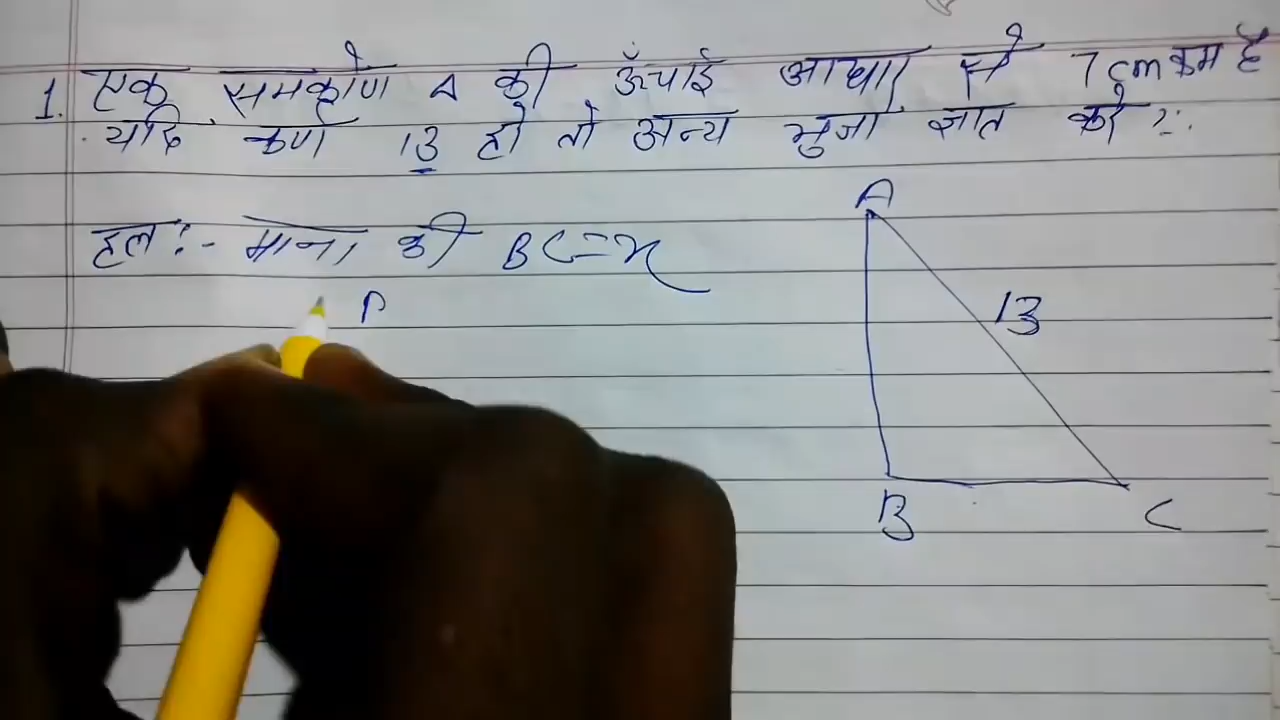 1. एक समकोण △ की ऊँचाई आधार से 7 cm कम है
यदि कर्ण 13 हो तो अन्य भुजा ज्ञात करो ?:.
हल :- माना की BC = x
A
13
B
C